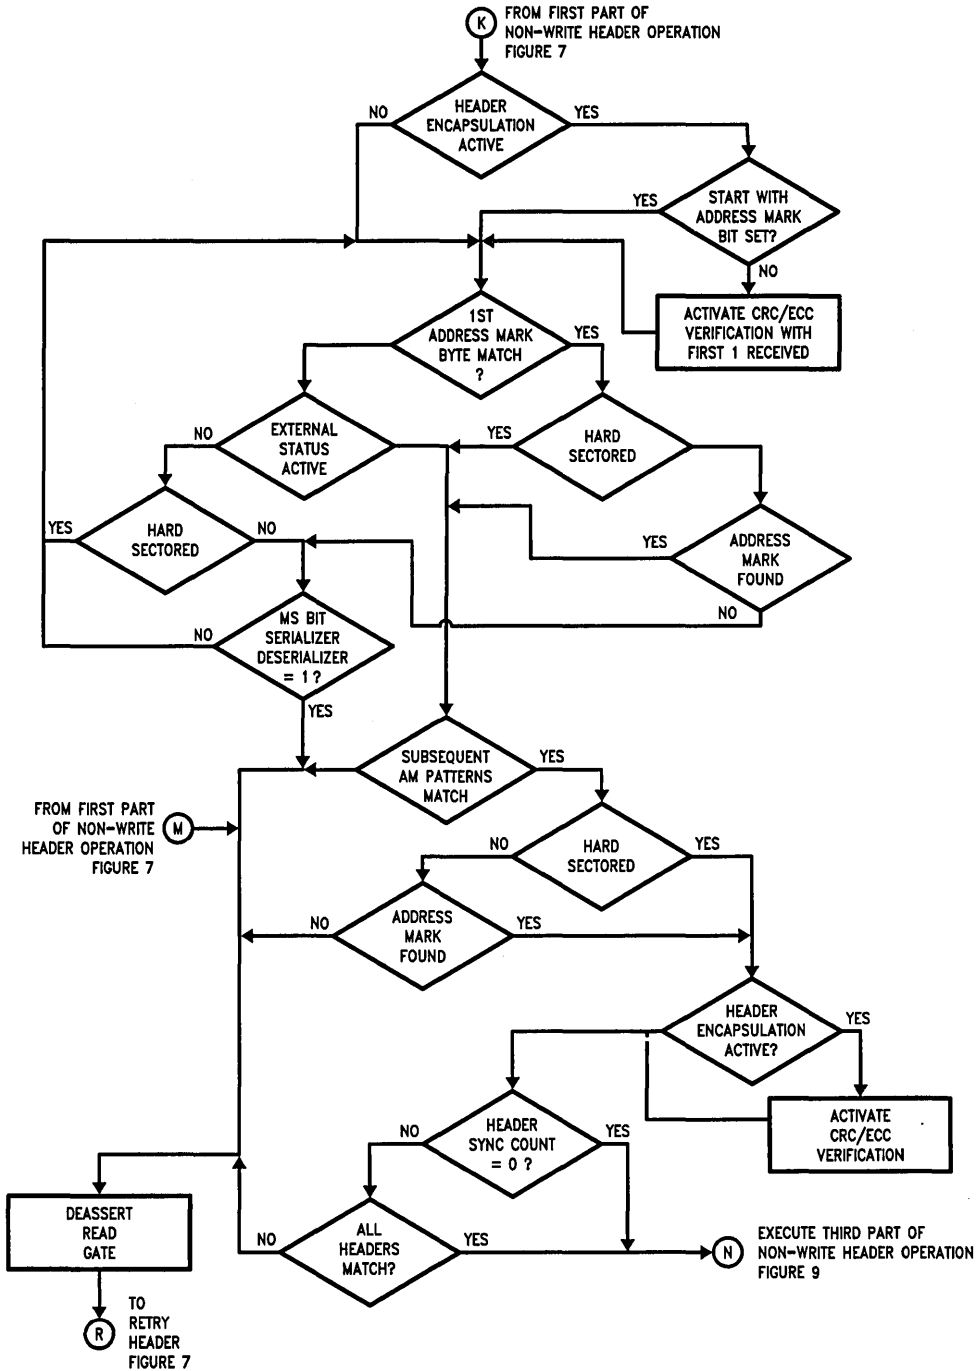 K
FROM FIRST PART OF
NON-WRITE HEADER OPERATION
FIGURE 7
HEADER
ENCAPSULATION
ACTIVE
NO
YES
START WITH
ADDRESS MARK
BIT SET?
YES
NO
ACTIVATE CRC/ECC
VERIFICATION WITH
FIRST 1 RECEIVED
1ST
ADDRESS MARK
BYTE MATCH
?
YES
EXTERNAL
STATUS
ACTIVE
NO
YES
HARD
SECTORED
YES
HARD
SECTORED
NO
YES
ADDRESS
MARK
FOUND
NO
MS BIT
SERIALIZER
DESERIALIZER
= 1?
NO
YES
SUBSEQUENT
AM PATTERNS
MATCH
YES
FROM FIRST PART
OF NON-WRITE
HEADER OPERATION
FIGURE 7
M
HARD
SECTORED
NO
YES
ADDRESS
MARK
FOUND
NO
YES
HEADER
ENCAPSULATION
ACTIVE?
YES
ACTIVATE
CRC/ECC
VERIFICATION
HEADER
SYNC COUNT
= 0 ?
NO
YES
DEASSERT
READ
GATE
ALL
HEADERS
MATCH?
NO
YES
N
EXECUTE THIRD PART OF
NON-WRITE HEADER OPERATION
FIGURE 9
R
TO
RETRY
HEADER
FIGURE 7